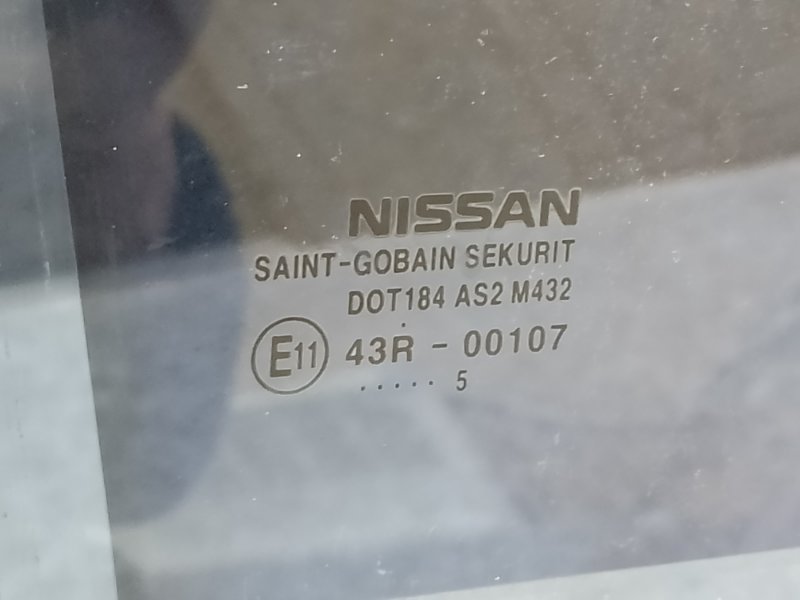 NISSAN
SAINT-GOBAIN SEKURIT
DOT184 AS2 M432
E11 43R - 00107
..... 5